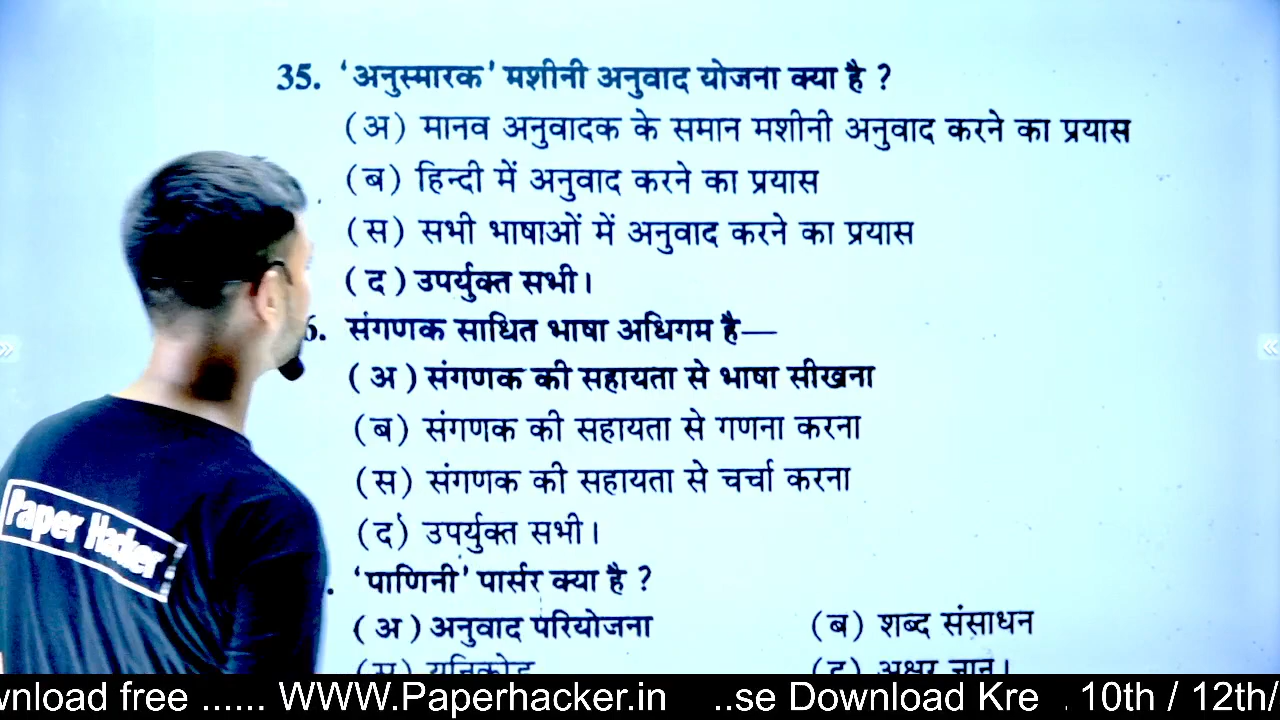 35. 'अनुस्मारक' मशीनी अनुवाद योजना क्या है ?
(अ) मानव अनुवादक के समान मशीनी अनुवाद करने का प्रयास
(ब) हिन्दी में अनुवाद करने का प्रयास
(स) सभी भाषाओं में अनुवाद करने का प्रयास
(द) उपर्युक्त सभी।
6. संगणक साधित भाषा अधिगम है—
(अ) संगणक की सहायता से भाषा सीखना
(ब) संगणक की सहायता से गणना करना
(स) संगणक की सहायता से चर्चा करना
(द) उपर्युक्त सभी।
. 'पाणिनी' पार्सर क्या है ?
(अ) अनुवाद परियोजना (ब) शब्द संसाधन
(स) यूनिकोड (द) अक्षर ज्ञान।
Paper Hacker
wnload free ...... WWW.Paperhacker.in ..se Download Kre . 10th / 12th/